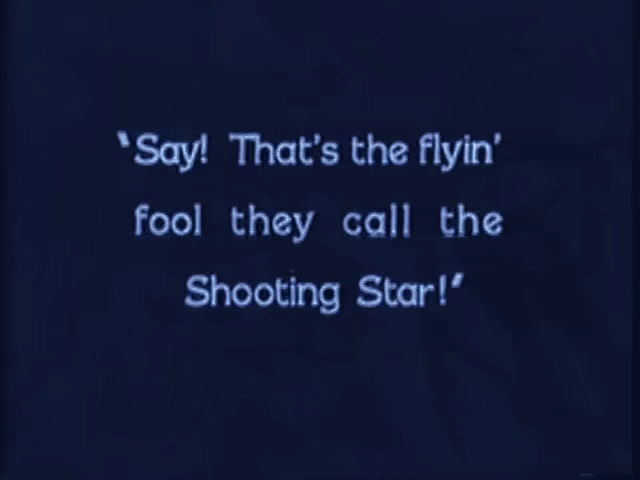 "Say! That's the flyin'
fool they call the
Shooting Star!"